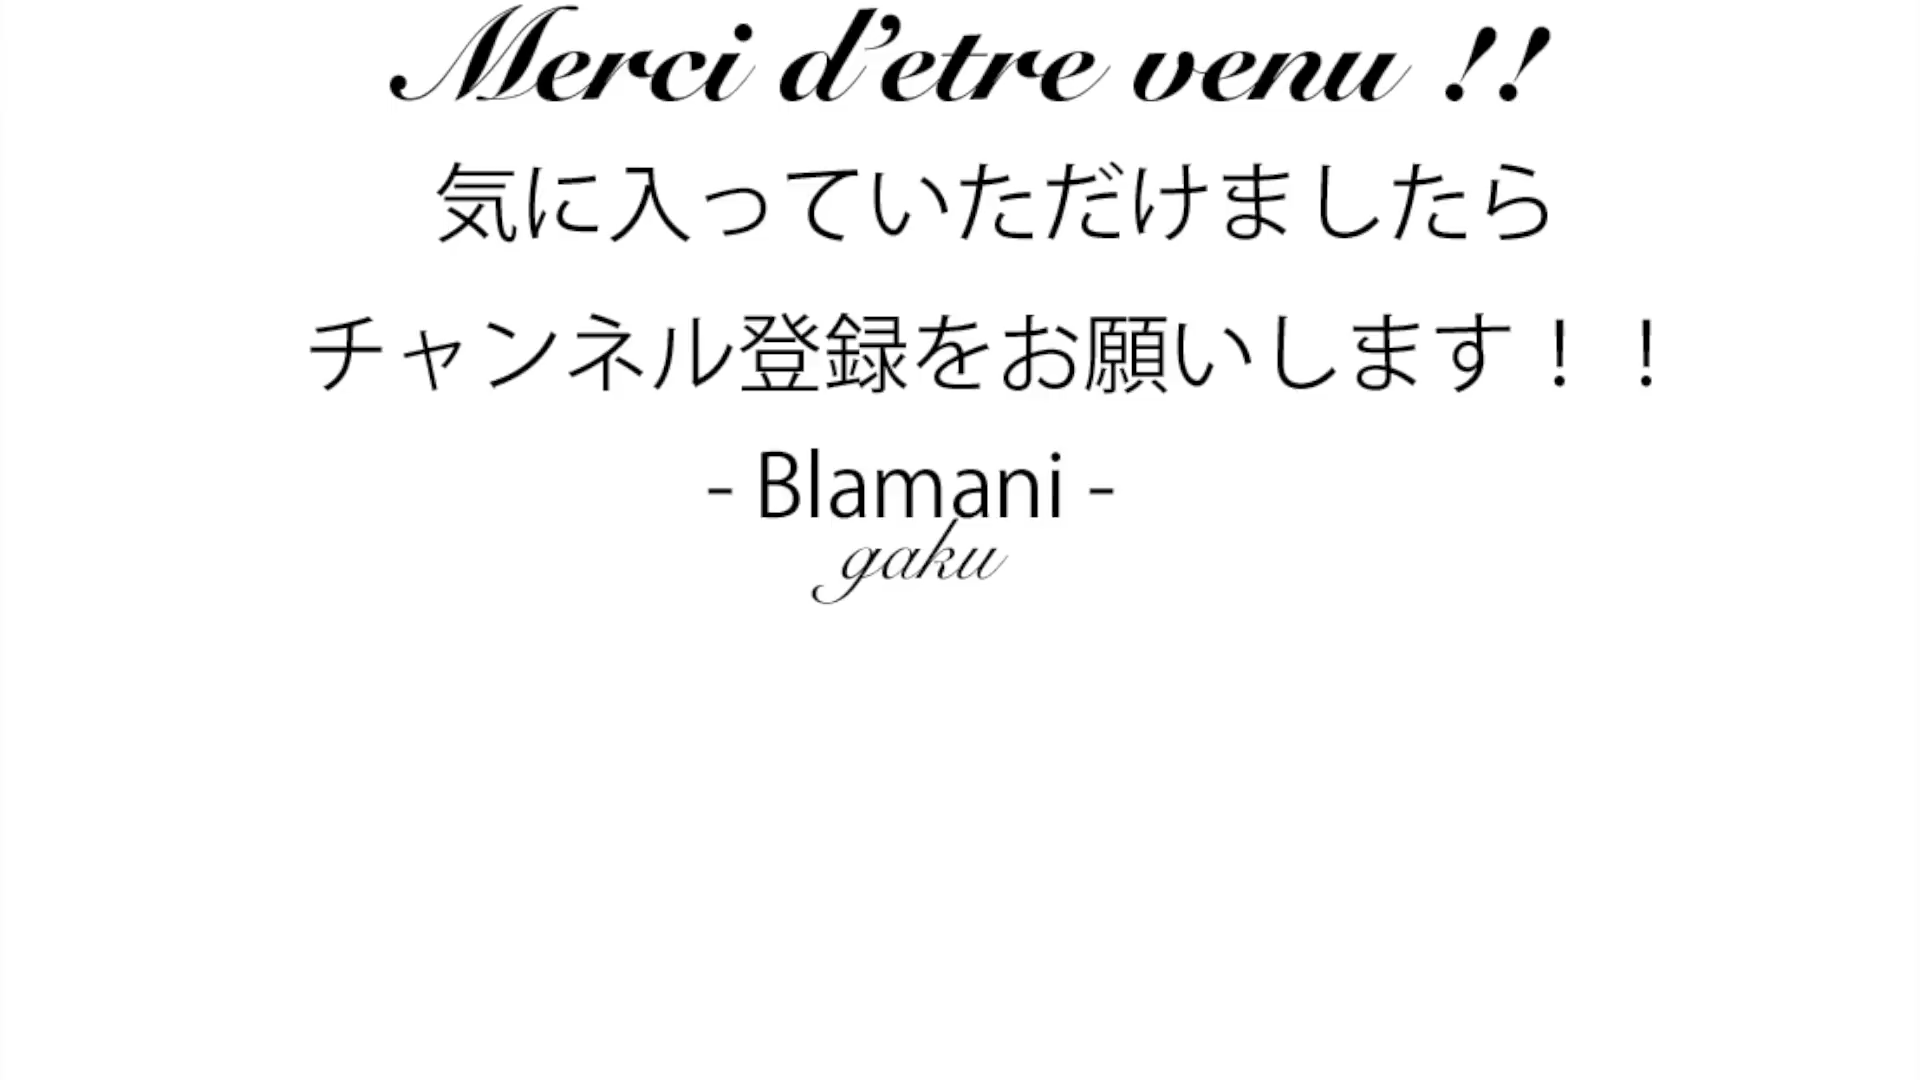 Merci d’etre venu !!
気に入っていただけましたら
チャンネル登録をお願いします！！
- Blamani -
gaku